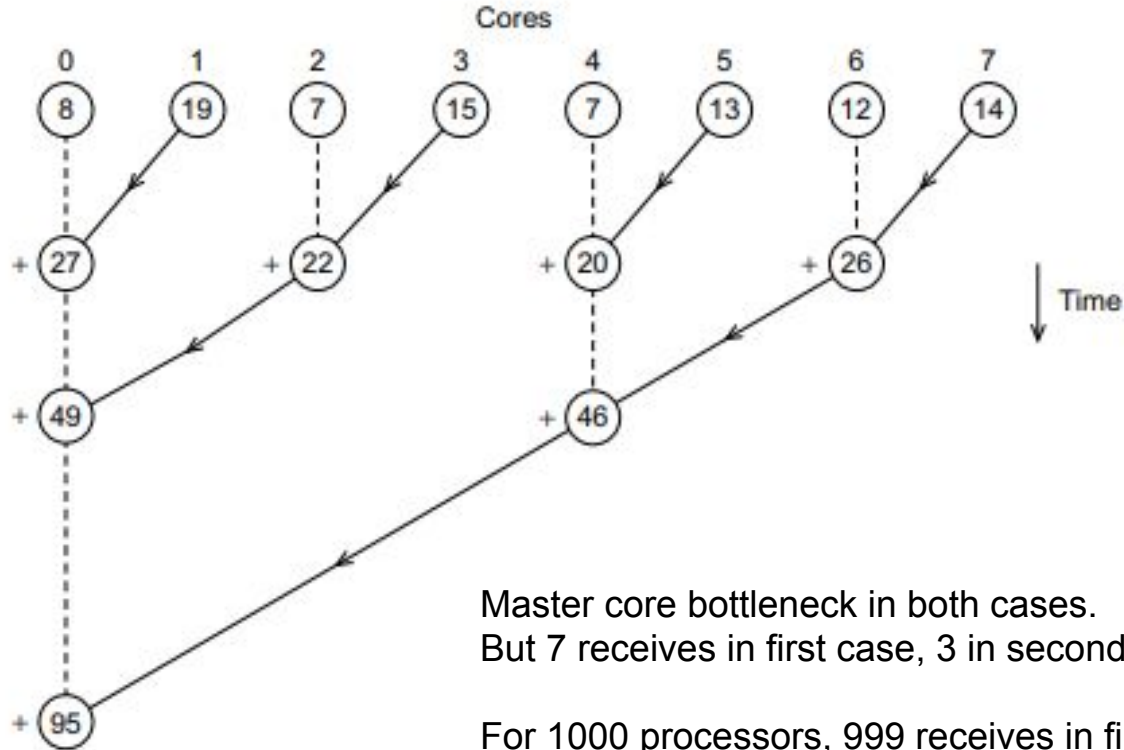 Cores
0 1 2 3 4 5 6 7
8 19 7 15 7 13 12 14
+ 27 + 22 + 20 + 26
Time
+ 49 + 46
Master core bottleneck in both cases.
But 7 receives in first case, 3 in second
+ 95
For 1000 processors, 999 receives in